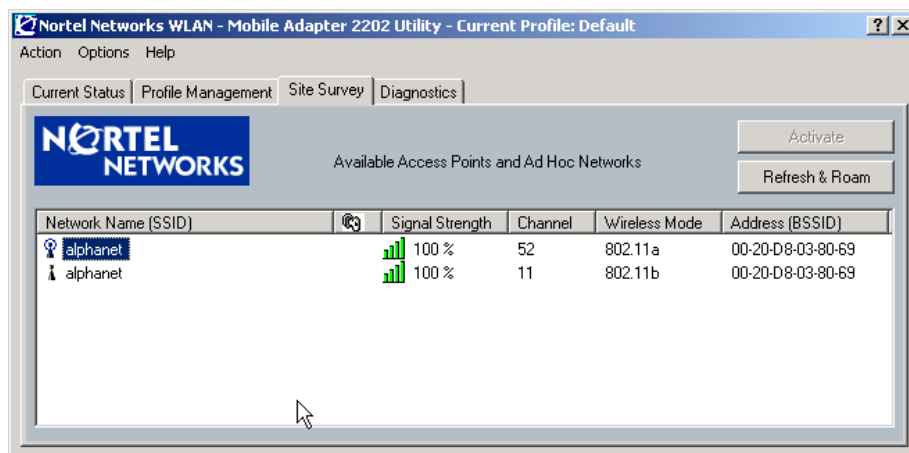 Nortel Networks WLAN - Mobile Adapter 2202 Utility - Current Profile: Default
Action Options Help
Current Status Profile Management Site Survey Diagnostics
NORTEL
NETWORKS
Available Access Points and Ad Hoc Networks
Activate
Refresh & Roam
Network Name (SSID) Signal Strength Channel Wireless Mode Address (BSSID)
alphanet 100 % 52 802.11a 00-20-D8-03-80-69
alphanet 100 % 11 802.11b 00-20-D8-03-80-69